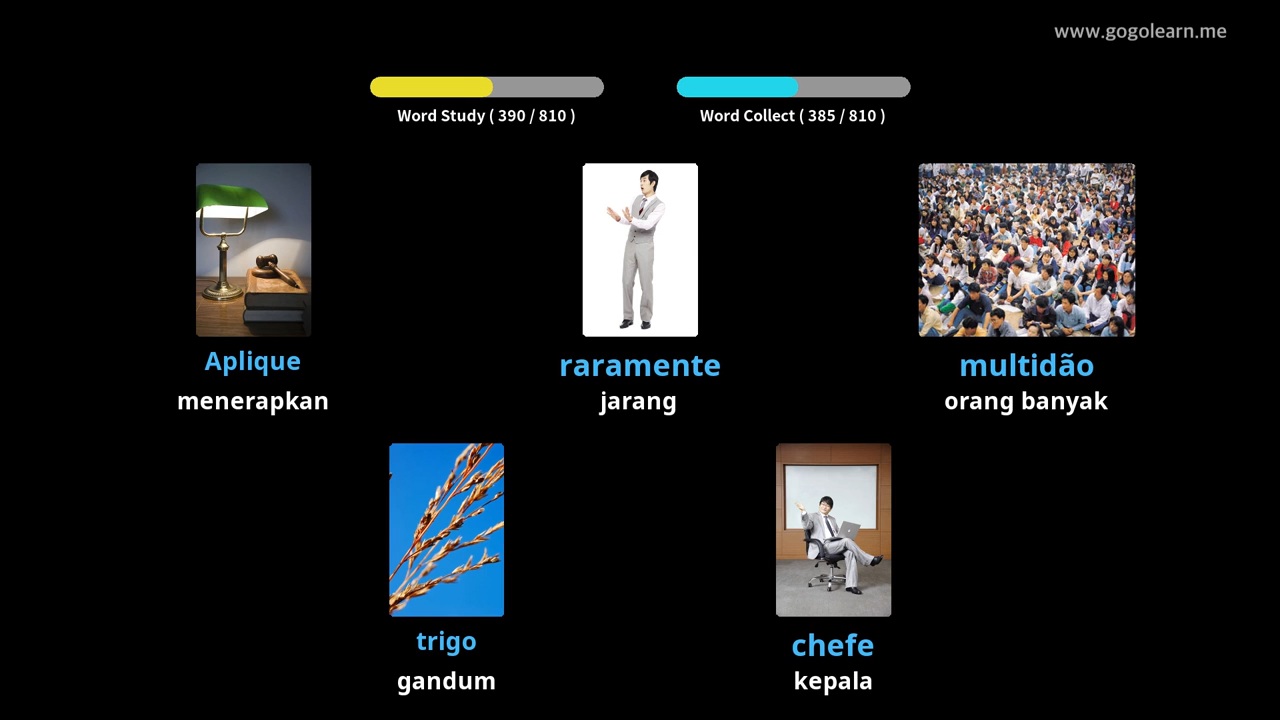 www.gogolearn.me
Word Study ( 390 / 810 )
Word Collect ( 385 / 810 )
Aplique
menerapkan
raramente
jarang
multidão
orang banyak
trigo
gandum
chefe
kepala